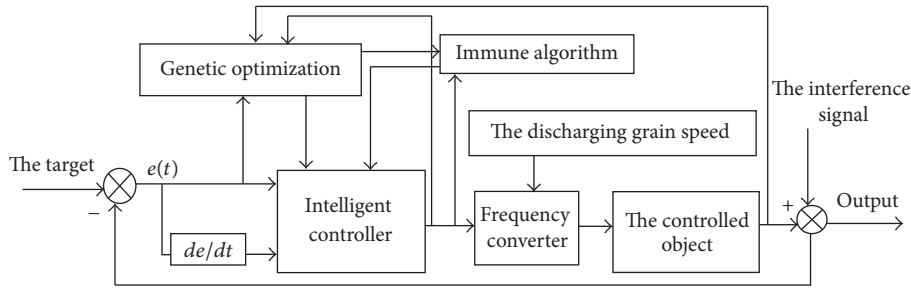 Genetic optimization
Immune algorithm
The interference
signal
The discharging grain speed
The target
e(t)
−
Intelligent
controller
Frequency
converter
The controlled
object
+
Output
de/dt